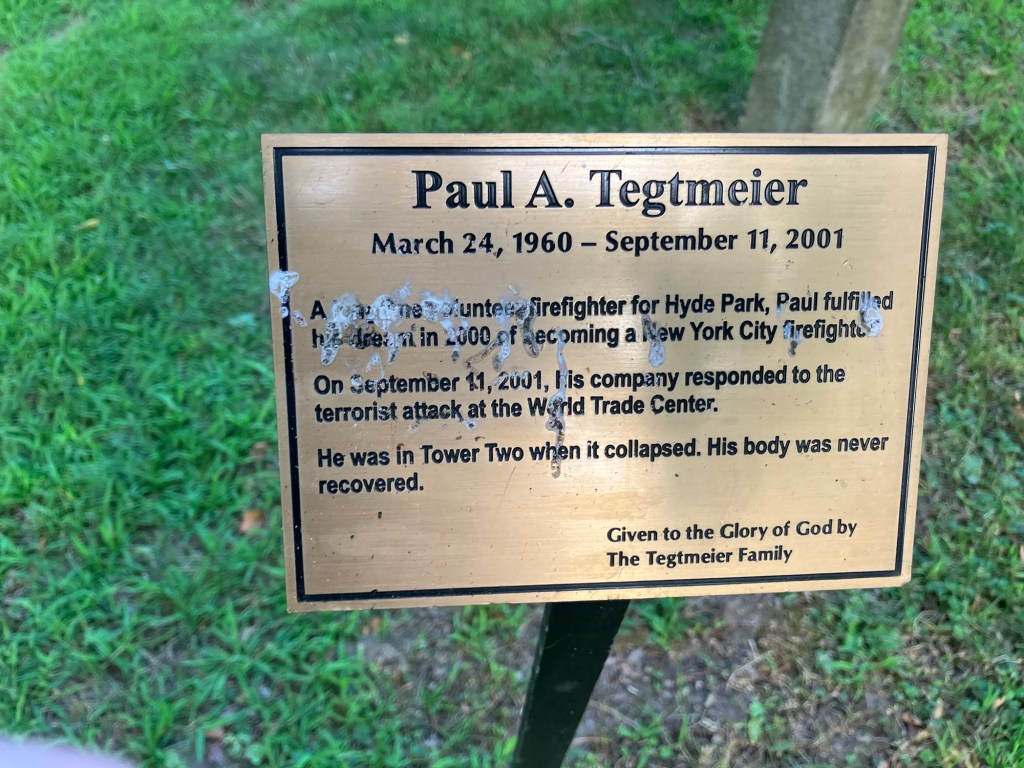 Paul A. Tegtmeier
March 24, 1960 – September 11, 2001
A volunteer firefighter for Hyde Park, Paul fulfilled
his dream in 2000 of becoming a New York City firefighter.
On September 11, 2001, his company responded to the
terrorist attack at the World Trade Center.
He was in Tower Two when it collapsed. His body was never
recovered.
Given to the Glory of God by
The Tegtmeier Family